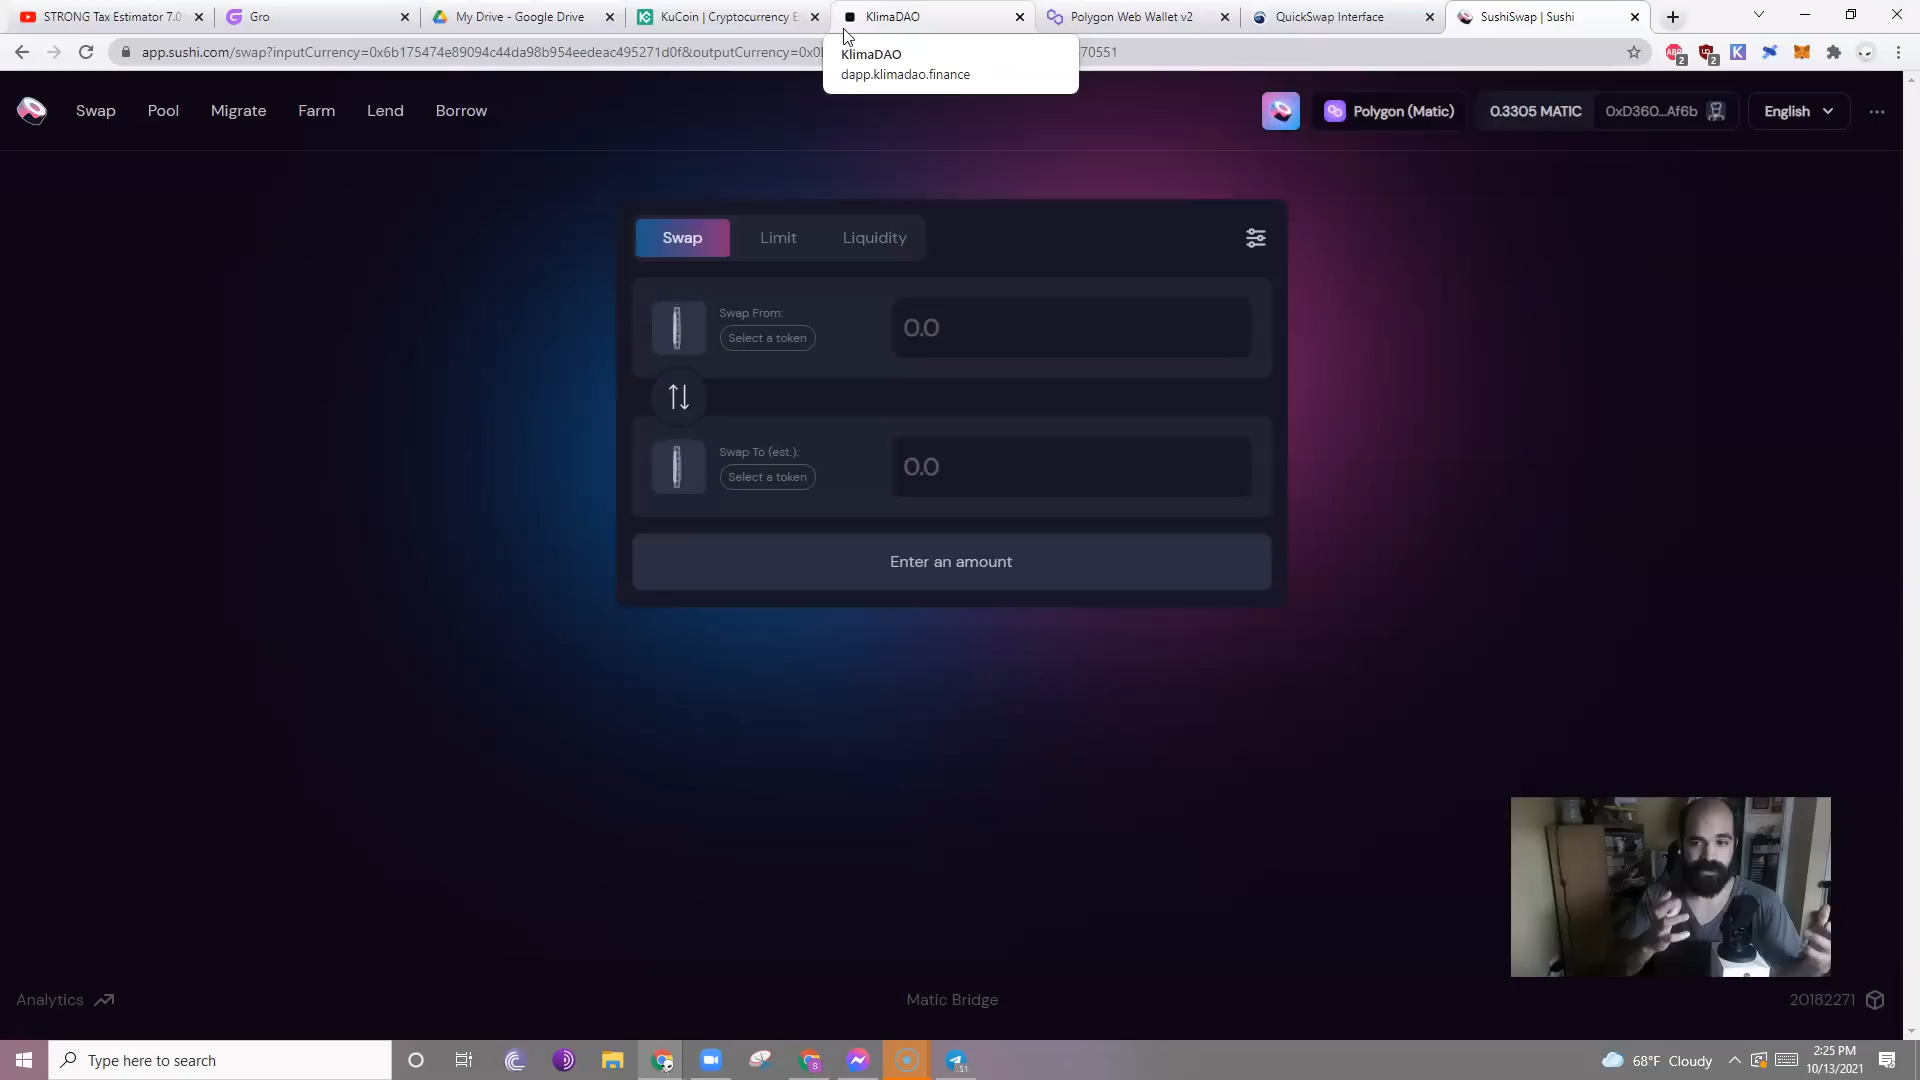 STRONG Tax Estimator 7.0
Gro
My Drive - Google Drive
KuCoin | Cryptocurrency E
KlimaDAO
Polygon Web Wallet v2
QuickSwap Interface
SushiSwap | Sushi
app.sushi.com/swap?inputCurrency=0x6b175474e89094c44da98b954eedeac495271d0f&outputCurrency=0x0
70551
2
2
KlimaDAO
dapp.klimadao.finance
Swap
Pool
Migrate
Farm
Lend
Borrow
Polygon (Matic)
0.3305 MATIC
0xD360...Af6b
English
Swap
Limit
Liquidity
Swap From:
Select a token
0.0
Swap To (est.):
Select a token
0.0
Enter an amount
Analytics
Matic Bridge
20182271
Type here to search
51
68°F Cloudy
2:25 PM
10/13/2021